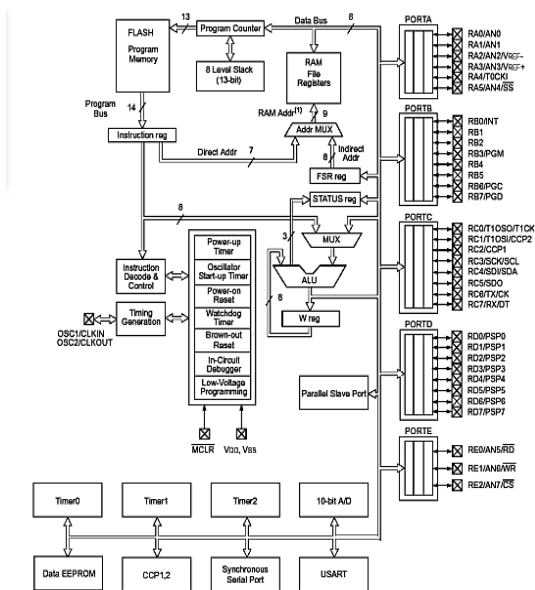 13
Data Bus
8
PORTA
FLASH
Program
Memory
Program Counter
8 Level Stack
(13-bit)
RAM
File
Registers
RA0/AN0
RA1/AN1
RA2/AN2/VREF-
RA3/AN3/VREF+
RA4/T0CKI
RA5/AN4/SS
Program
Bus
14
RAM Addr(1)
9
PORTB
Addr MUX
Instruction reg
Direct Addr
7
8
Indirect
Addr
RB0/INT
RB1
RB2
RB3/PGM
RB4
RB5
RB6/PGC
RB7/PGD
FSR reg
STATUS reg
8
3
MUX
PORTC
RC0/T1OSO/T1CK
RC1/T1OSI/CCP2
RC2/CCP1
RC3/SCK/SCL
RC4/SDI/SDA
RC5/SDO
RC6/TX/CK
RC7/RX/DT
Instruction
Decode &
Control
Power-up
Timer
Oscillator
Start-up Timer
Power-on
Reset
Watchdog
Timer
Brown-out
Reset
In-Circuit
Debugger
Low-Voltage
Programming
ALU
8
W reg
Timing
Generation
OSC1/CLKIN
OSC2/CLKOUT
PORTD
RD0/PSP0
RD1/PSP1
RD2/PSP2
RD3/PSP3
RD4/PSP4
RD5/PSP5
RD6/PSP6
RD7/PSP7
Parallel Slave Port
MCLR
VDD, VSS
PORTE
RE0/AN5/RD
RE1/AN6/WR
RE2/AN7/CS
Timer0
Timer1
Timer2
10-bit A/D
Data EEPROM
CCP1,2
Synchronous
Serial Port
USART